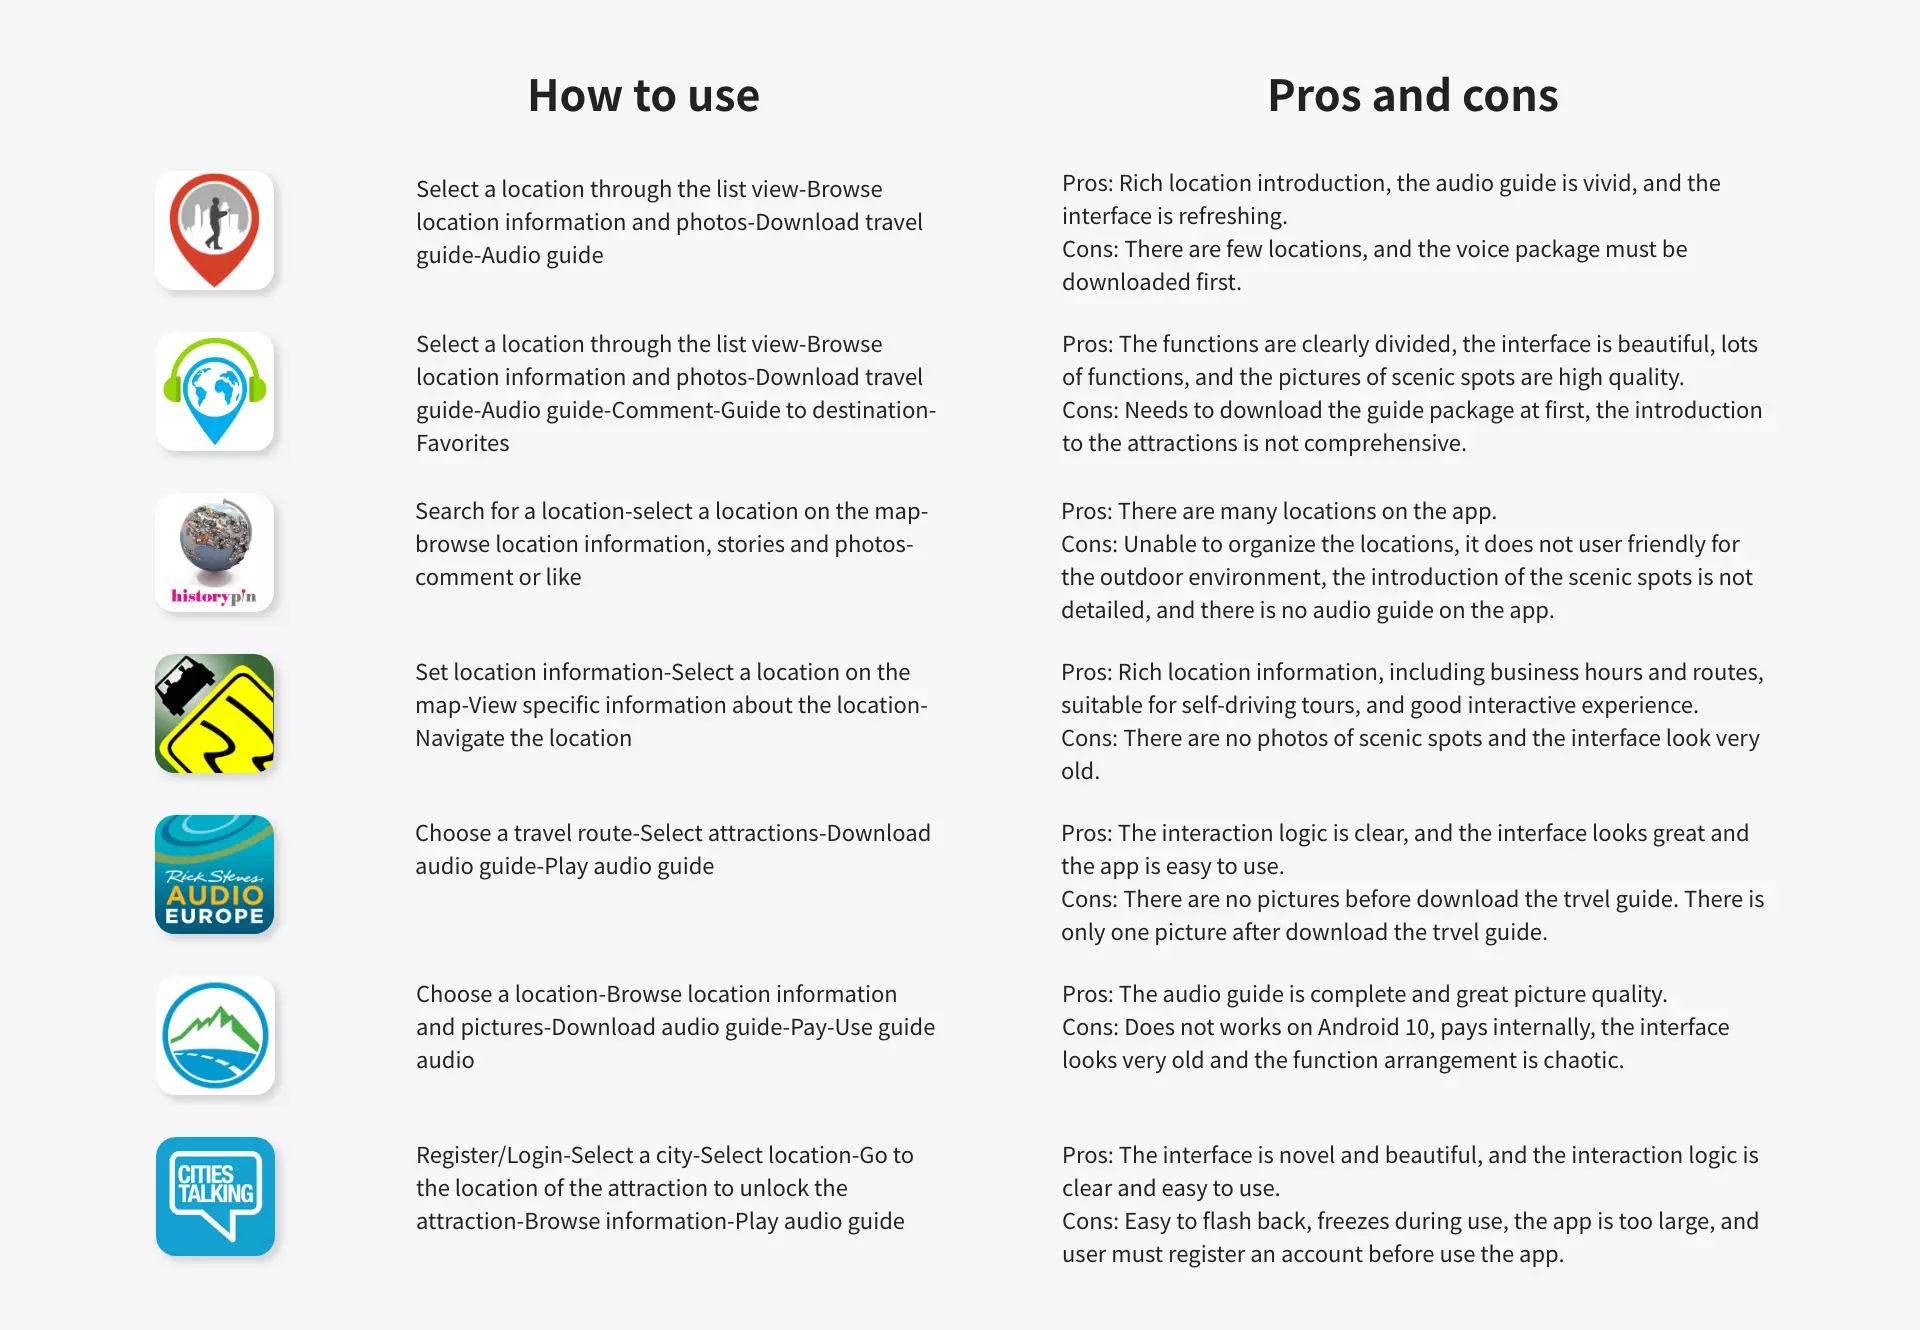 How to use
Pros and cons
Select a location through the list view-Browse
location information and photos-Download travel
guide-Audio guide
Pros: Rich location introduction, the audio guide is vivid, and the
interface is refreshing.
Cons: There are few locations, and the voice package must be
downloaded first.
Select a location through the list view-Browse
location information and photos-Download travel
guide-Audio guide-Comment-Guide to destination-
Favorites
Pros: The functions are clearly divided, the interface is beautiful, lots
of functions, and the pictures of scenic spots are high quality.
Cons: Needs to download the guide package at first, the introduction
to the attractions is not comprehensive.
historypin
Search for a location-select a location on the map-
browse location information, stories and photos-
comment or like
Pros: There are many locations on the app.
Cons: Unable to organize the locations, it does not user friendly for
the outdoor environment, the introduction of the scenic spots is not
detailed, and there is no audio guide on the app.
Set location information-Select a location on the
map-View specific information about the location-
Navigate the location
Pros: Rich location information, including business hours and routes,
suitable for self-driving tours, and good interactive experience.
Cons: There are no photos of scenic spots and the interface look very
old.
Rick Steves
AUDIO
EUROPE
Choose a travel route-Select attractions-Download
audio guide-Play audio guide
Pros: The interaction logic is clear, and the interface looks great and
the app is easy to use.
Cons: There are no pictures before download the trvel guide. There is
only one picture after download the trvel guide.
Choose a location-Browse location information
and pictures-Download audio guide-Pay-Use guide
audio
Pros: The audio guide is complete and great picture quality.
Cons: Does not works on Android 10, pays internally, the interface
looks very old and the function arrangement is chaotic.
CITIES
TALKING
Register/Login-Select a city-Select location-Go to
the location of the attraction to unlock the
attraction-Browse information-Play audio guide
Pros: The interface is novel and beautiful, and the interaction logic is
clear and easy to use.
Cons: Easy to flash back, freezes during use, the app is too large, and
user must register an account before use the app.